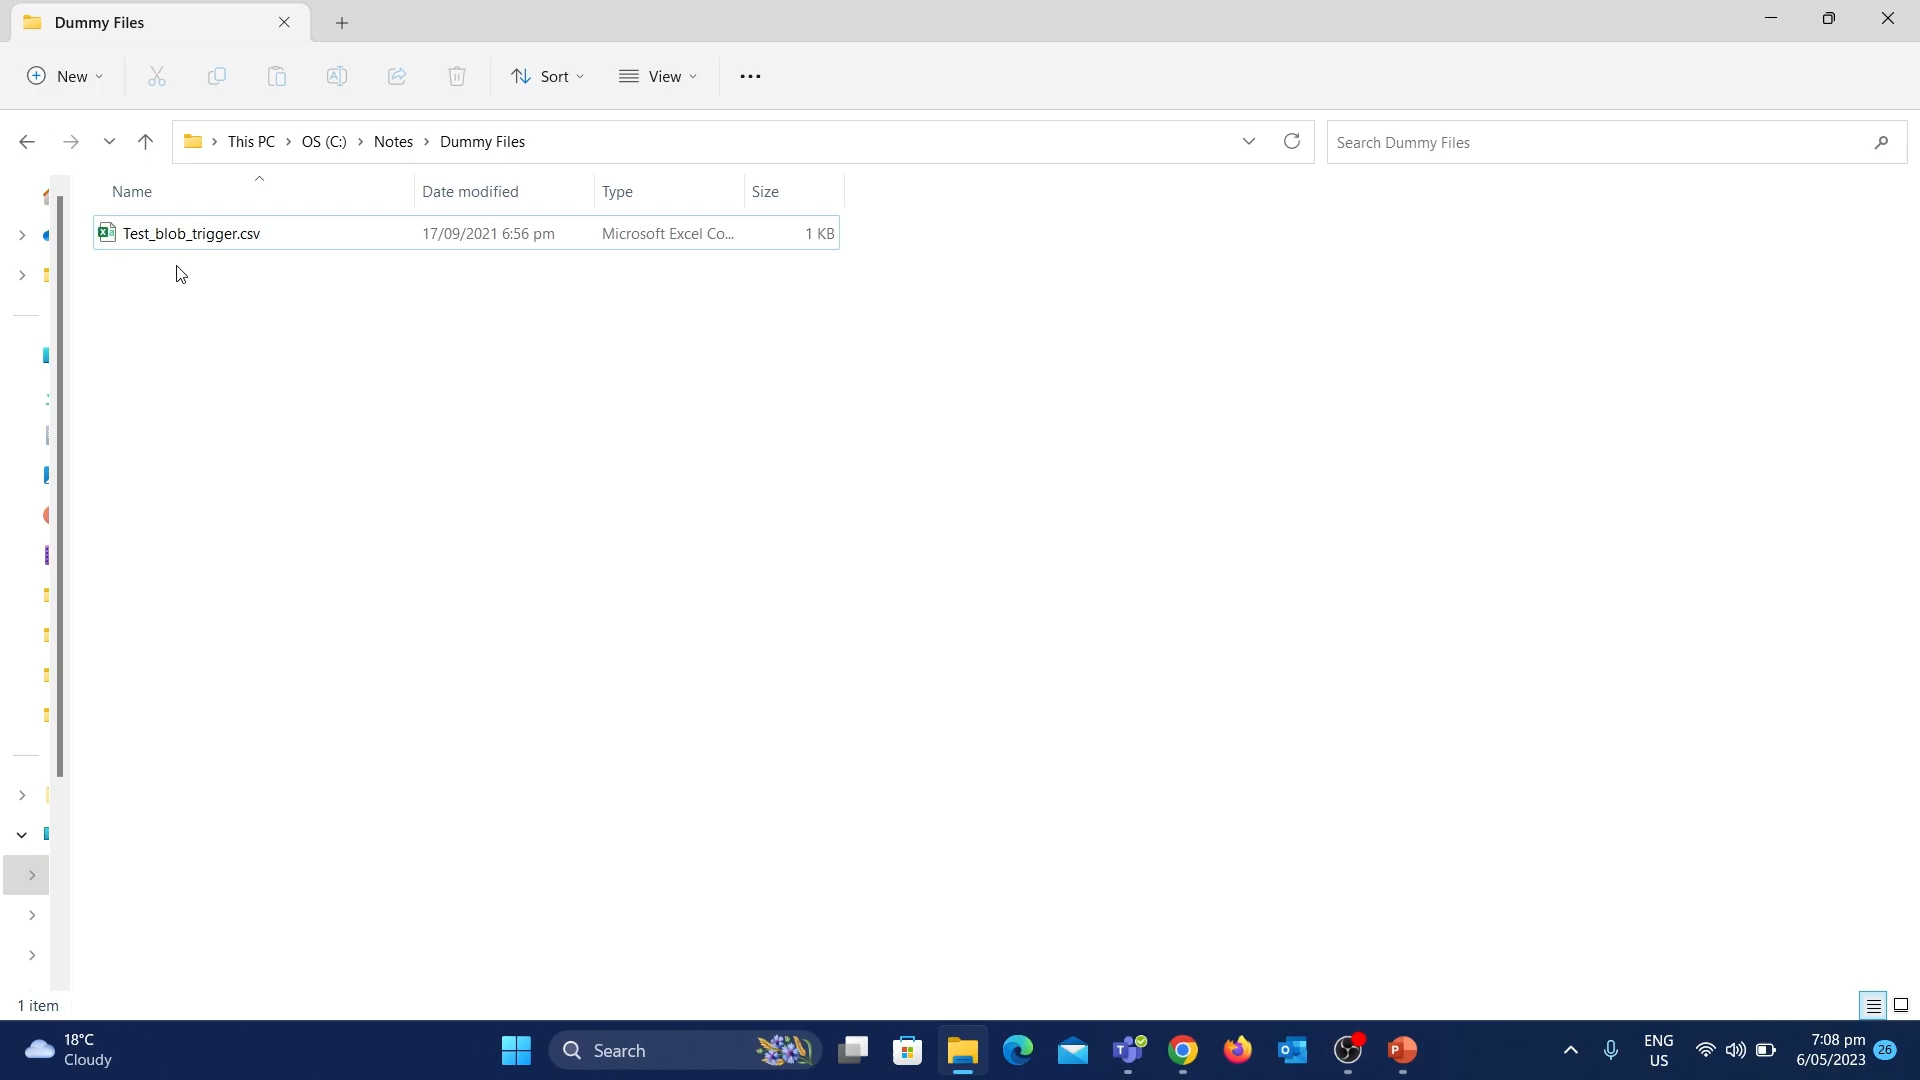 Dummy Files
New
Sort
View
This PC > OS (C:) > Notes > Dummy Files
Search Dummy Files
Name Date modified Type Size
Test_blob_trigger.csv 17/09/2021 6:56 pm Microsoft Excel Co... 1 KB
1 item
18°C
Cloudy
Search
ENG
US
7:08 pm
6/05/2023
26